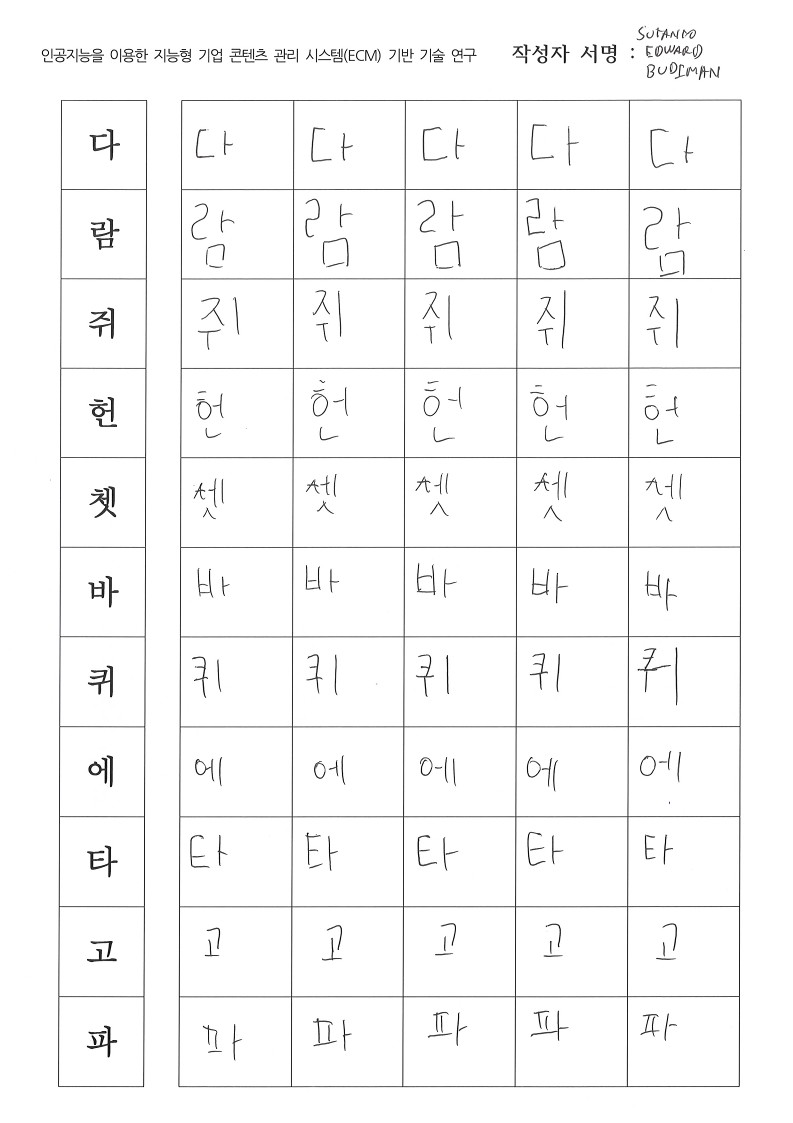 인공지능을 이용한 지능형 기업 콘텐츠 관리 시스템(ECM) 기반 기술 연구 작성자 서명 : SUTANTO
EDWARD
BUDIMAN
다 다 다 다 다 다
람 람 람 람 람 람
쥐 쥐 쥐 쥐 쥐 쥐
헌 헌 헌 헌 헌 헌
쳇 쳇 쳇 쳇 쳇 쳇
바 바 바 바 바 바
퀴 퀴 퀴 퀴 퀴 퀴
에 에 에 에 에 에
타 타 타 타 타 타
고 고 고 고 고 고
파 파 파 파 파 파